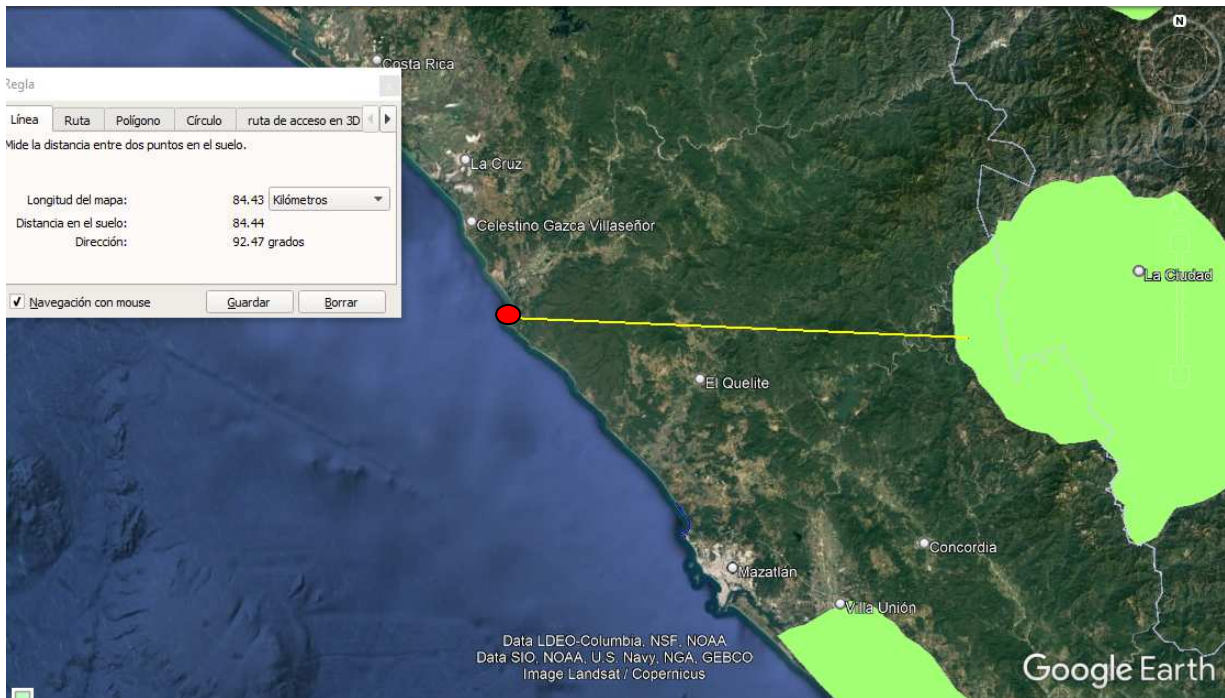 N
Costa Rica
Regla
Línea
Ruta
Polígono
Círculo
ruta de acceso en 3D
Mide la distancia entre dos puntos en el suelo.
La Cruz
Longitud del mapa:
84.43
Kilómetros
Distancia en el suelo:
84.44
Celestino Gazca Villaseñor
Dirección:
92.47 grados
La Ciudad
Navegación con mouse
Guardar
Borrar
El Quelite
Concordia
Mazatlán
Villa Unión
Data LDEO-Columbia, NSF, NOAA
Data SIO, NOAA, U.S. Navy, NGA, GEBCO
Image Landsat / Copernicus
Google Earth